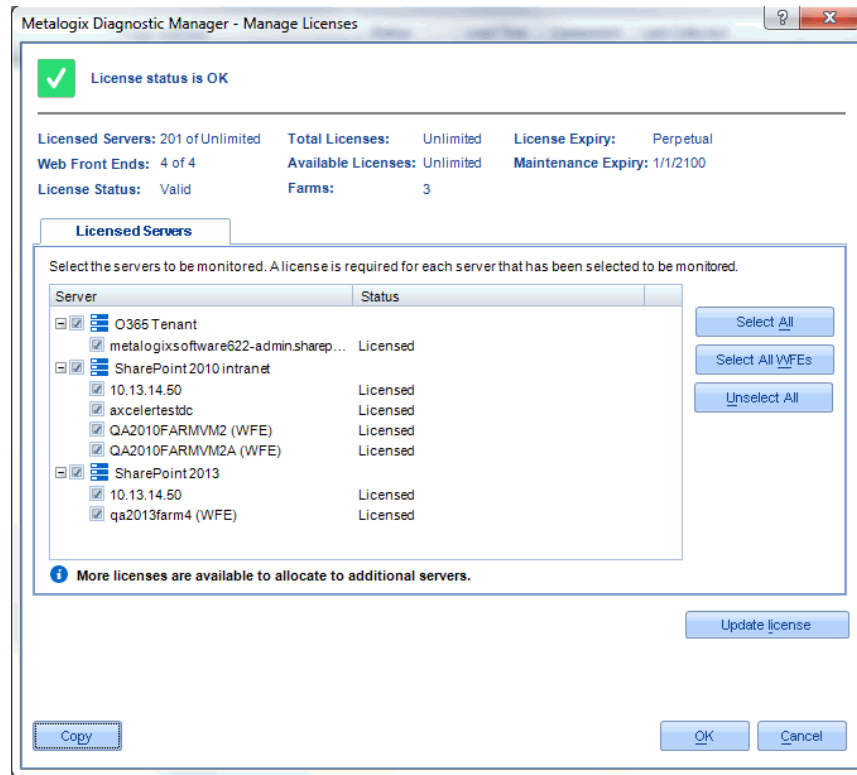 Metalogix Diagnostic Manager - Manage Licenses
License status is OK
Licensed Servers: 201 of Unlimited Total Licenses: Unlimited License Expiry: Perpetual
Web Front Ends: 4 of 4 Available Licenses: Unlimited Maintenance Expiry: 1/1/2100
License Status: Valid Farms: 3
Licensed Servers
Select the servers to be monitored. A license is required for each server that has been selected to be monitored.
Server Status
O365 Tenant
metalogixsoftware622-admin.sharep... Licensed
SharePoint 2010 intranet
10.13.14.50 Licensed
axcelertestdc Licensed
QA2010FARMVM2 (WFE) Licensed
QA2010FARMVM2A (WFE) Licensed
SharePoint 2013
10.13.14.50 Licensed
qa2013farm4 (WFE) Licensed
Select All
Select All WFEs
Unselect All
More licenses are available to allocate to additional servers.
Update license
Copy OK Cancel